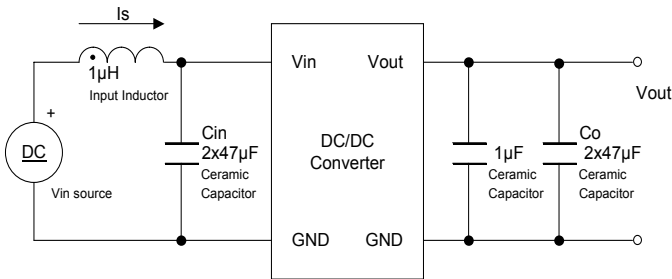 Is
1µH
Input Inductor
+
DC
Vin source
Cin
2x47µF
Ceramic
Capacitor
Vin
Vout
DC/DC
Converter
GND
GND
1µF
Ceramic
Capacitor
Co
2x47µF
Ceramic
Capacitor
Vout